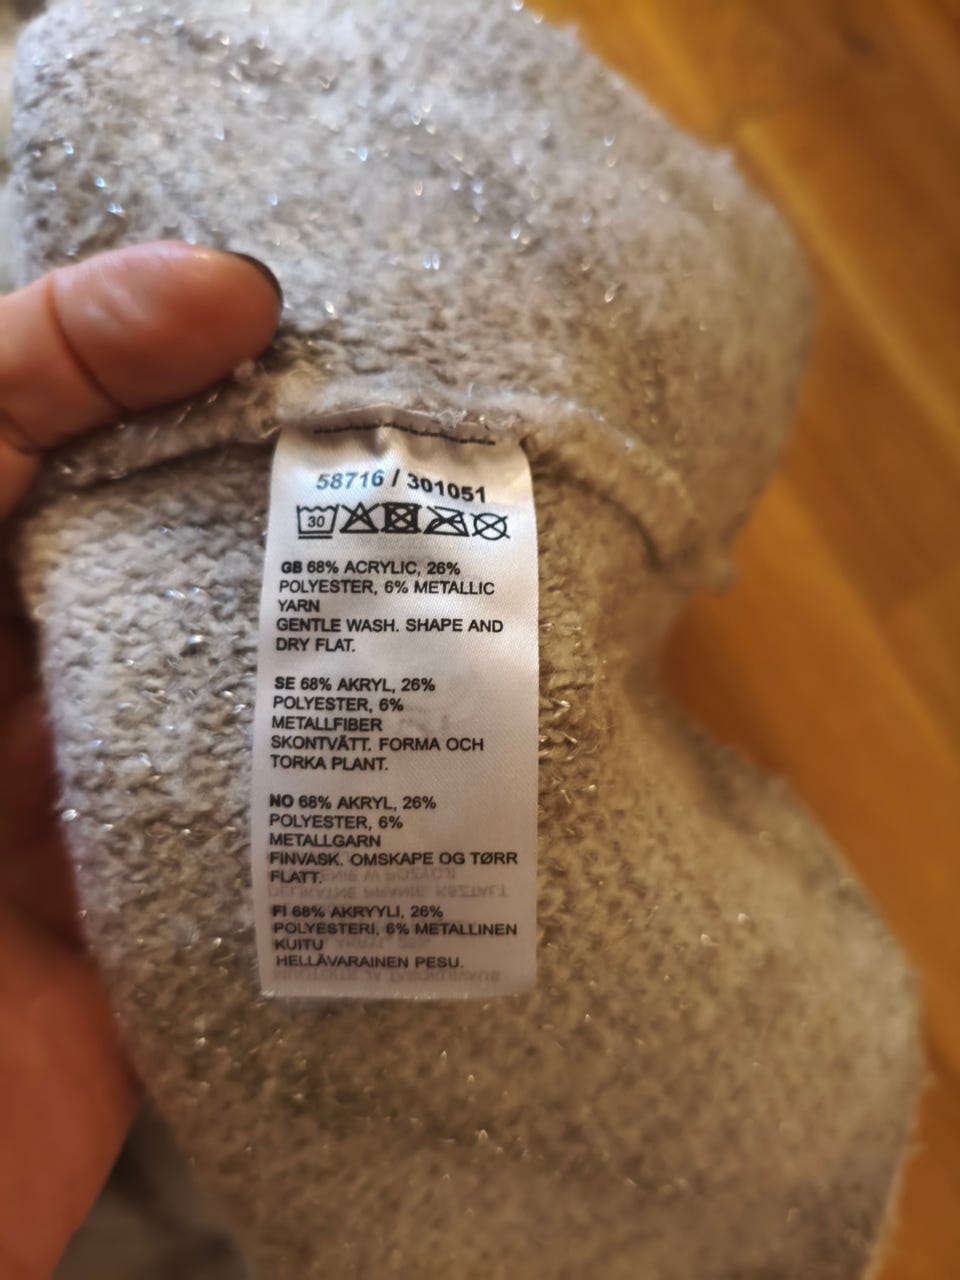 58716 / 301051
30
GB 68% ACRYLIC, 26%
POLYESTER, 6% METALLIC
YARN
GENTLE WASH. SHAPE AND
DRY FLAT.
SE 68% AKRYL, 26%
POLYESTER, 6%
METALLFIBER
SKONTVÄTT. FORMA OCH
TORKA PLANT.
NO 68% AKRYL, 26%
POLYESTER, 6%
METALLGARN
FINVASK. OMSKAPE OG TØRR
FLATT.
FI 68% AKRYYLI, 26%
POLYESTERI, 6% METALLINEN
KUITU
HELLÄVARAINEN PESU.